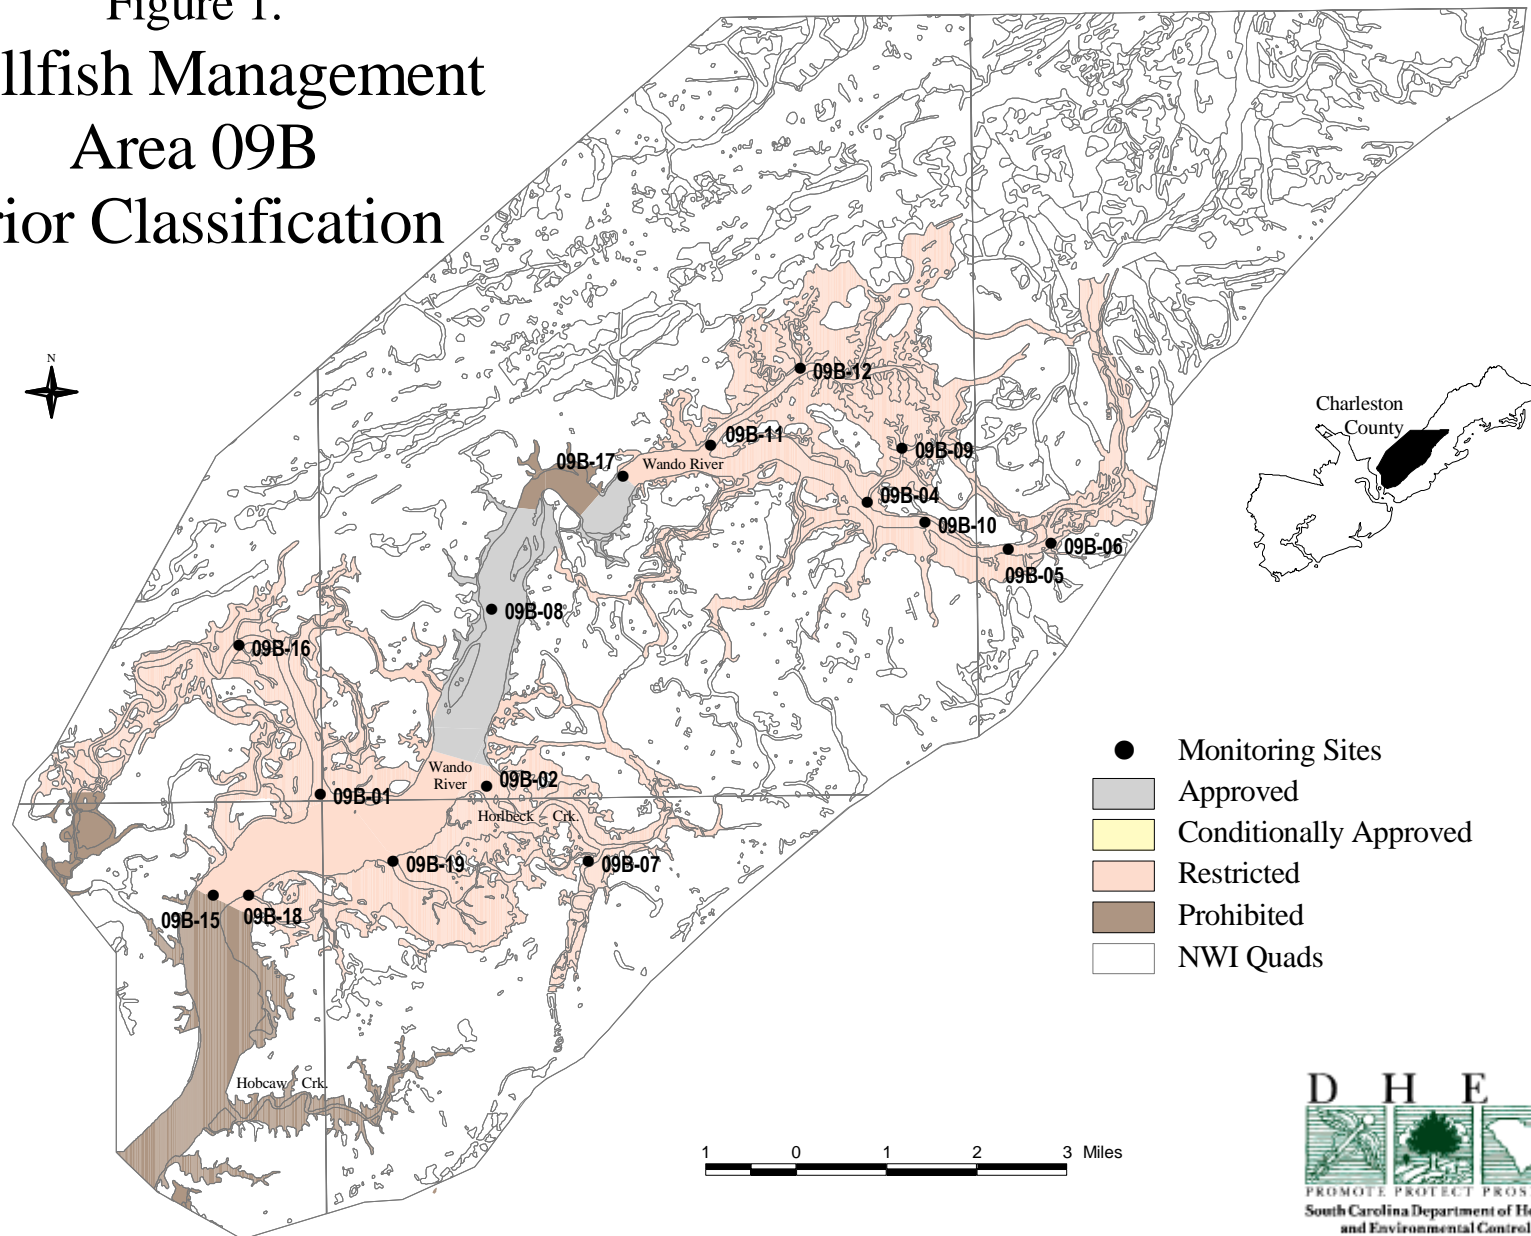 Figure 1.
llfish Management
Area 09B
rior Classification
N
Charleston
County
09B-12
09B-11
09B-09
09B-17
Wando River
09B-04
09B-10
09B-06
09B-05
09B-08
09B-16
Wando
River
09B-02
09B-01
Horlbeck Crk.
09B-19
09B-07
09B-15
09B-18
Hobcaw Crk.
Monitoring Sites
Approved
Conditionally Approved
Restricted
Prohibited
NWI Quads
1 0 1 2 3 Miles
D H E
PROMOTE PROTECT PROS
South Carolina Department of He
and Environmental Control